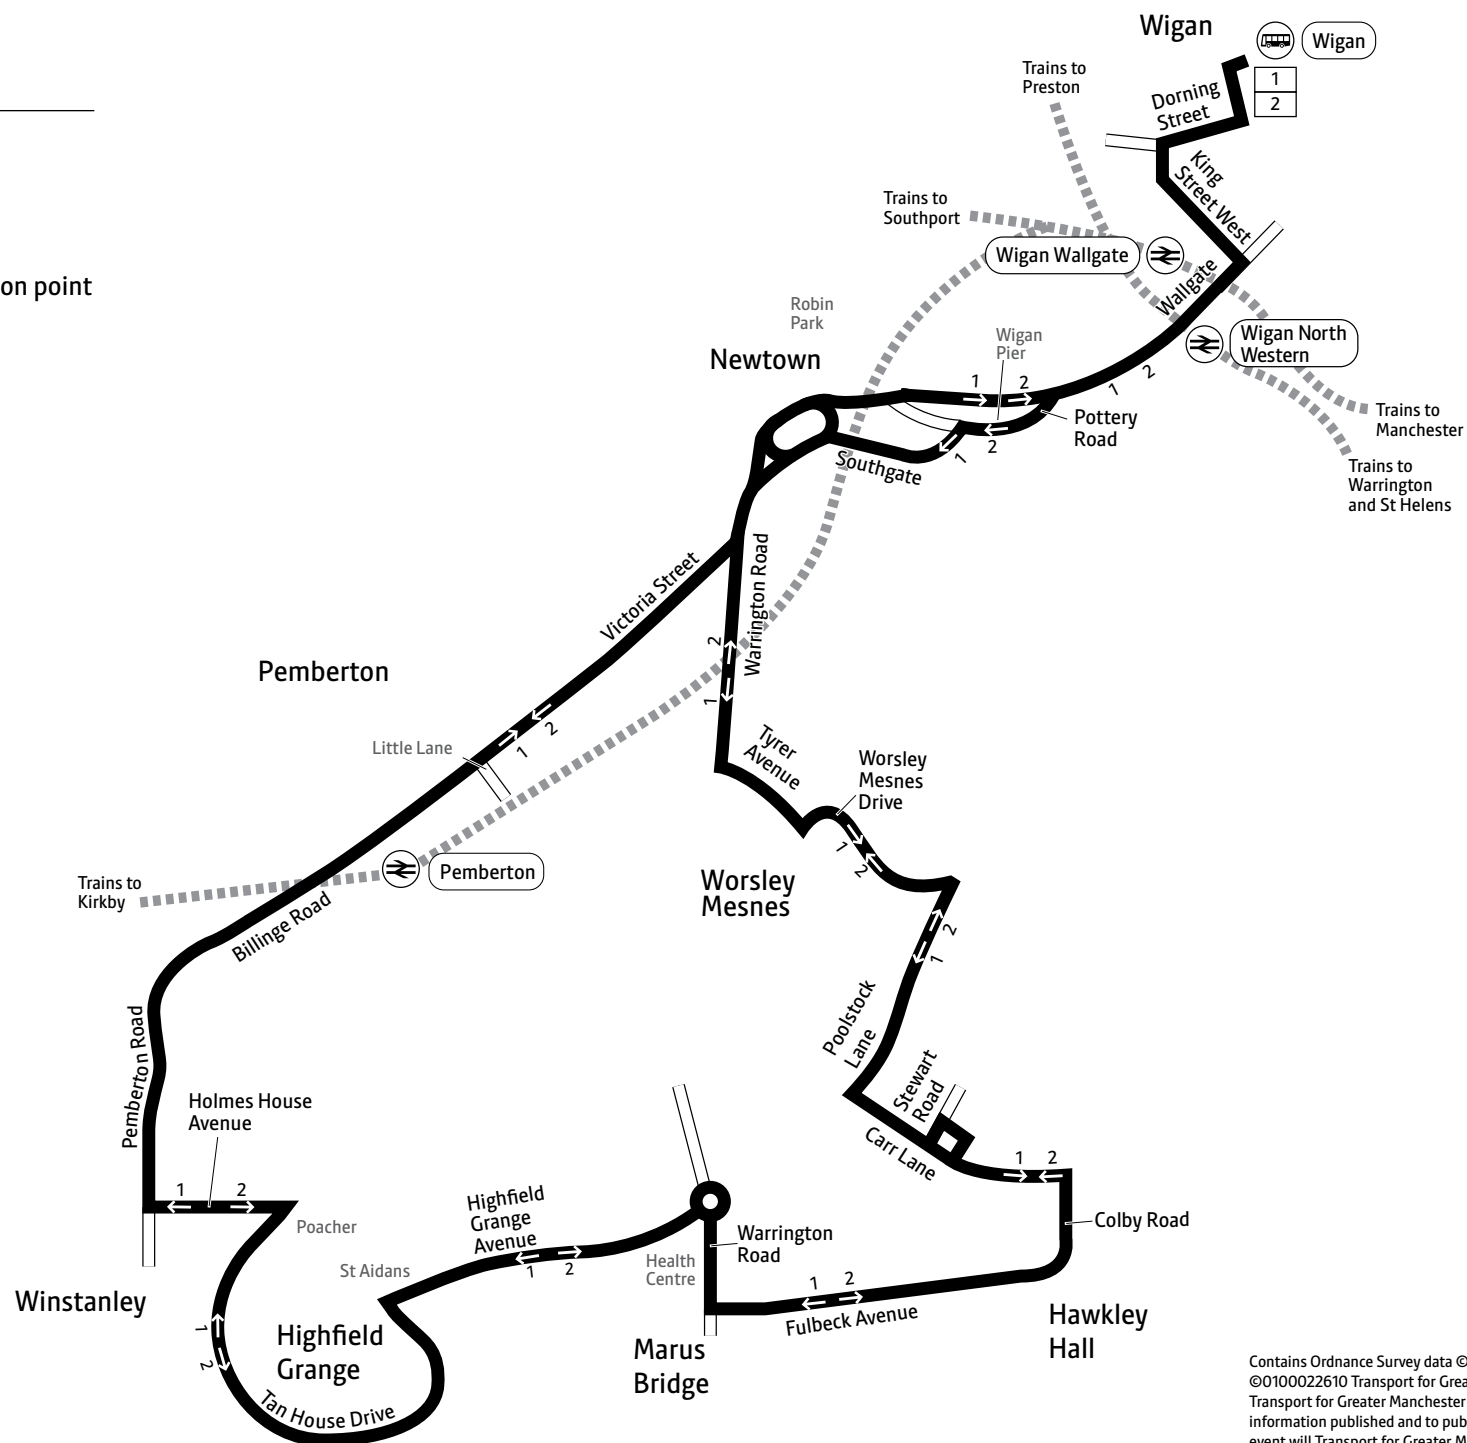 Wigan
Wigan
1
2
Trains to
Preston
Dorning
Street
King
Street West
Trains to
Southport
Wigan Wallgate
Wallgate
on point
Robin
Park
Wigan
Pier
Wigan North
Western
Newtown
1
2
1
2
Pottery
Road
Trains to
Manchester
Southgate
1
2
Trains to
Warrington
and St Helens
Victoria Street
Warrington Road
2
1
Pemberton
Little Lane
1
2
Tyrer
Avenue
Worsley
Mesnes
Drive
1
2
Pemberton
Trains to
Kirkby
Worsley
Mesnes
Billinge Road
2
1
Poolstock
Lane
Pemberton Road
Stewart
Road
Holmes House
Avenue
Carr Lane
1
2
1
2
Highfield
Grange
Avenue
Poacher
Colby Road
Warrington
Road
Health
Centre
St Aidans
1
2
1
2
Winstanley
Fulbeck Avenue
Hawkley
Hall
1
2
Highfield
Grange
Marus
Bridge
Tan House Drive
Contains Ordnance Survey data ©
©0100022610 Transport for Grea
Transport for Greater Manchester
information published and to pub
event will Transport for Greater M